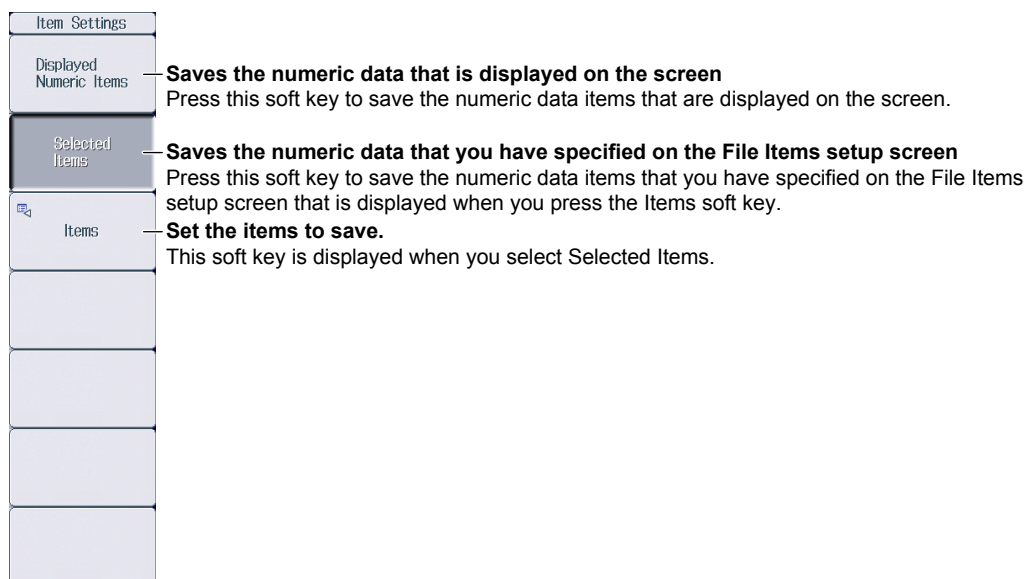 Item Settings
Displayed
Numeric Items
Saves the numeric data that is displayed on the screen
Press this soft key to save the numeric data items that are displayed on the screen.
Selected
Items
Saves the numeric data that you have specified on the File Items setup screen
Press this soft key to save the numeric data items that you have specified on the File Items
setup screen that is displayed when you press the Items soft key.
Items
Set the items to save.
This soft key is displayed when you select Selected Items.